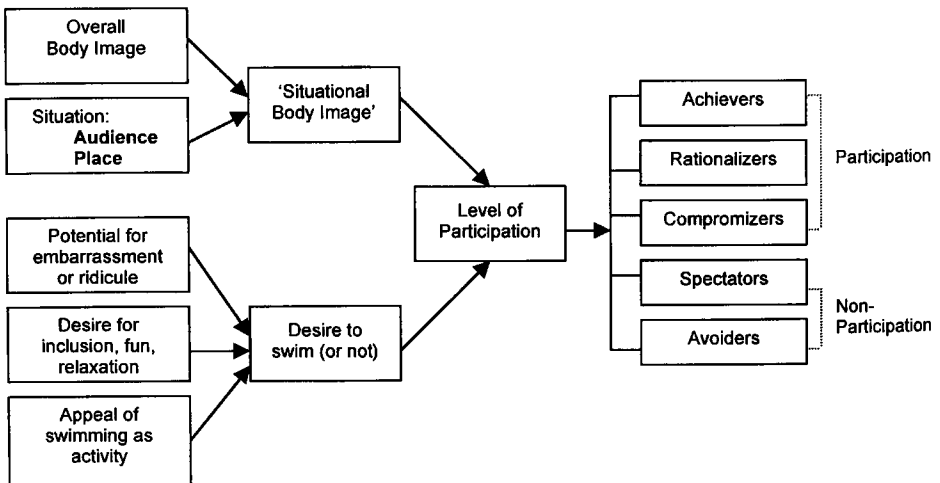 Overall
Body Image
Situation:
Audience
Place
'Situational
Body Image'
Potential for
embarrassment
or ridicule
Desire for
inclusion, fun,
relaxation
Appeal of
swimming as
activity
Desire to
swim (or not)
Level of
Participation
Achievers
Rationalizers
Compromizers
Spectators
Avoiders
Participation
Non-
Participation